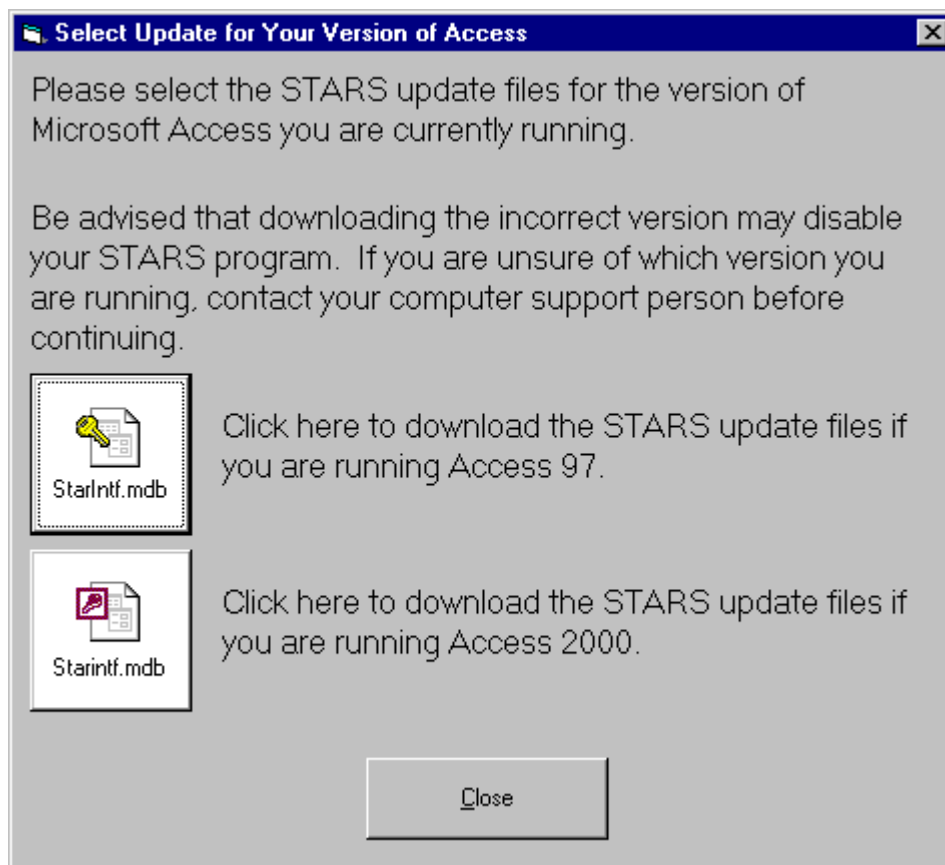 Select Update for Your Version of Access
Please select the STARS update files for the version of
Microsoft Access you are currently running.
Be advised that downloading the incorrect version may disable
your STARS program.  If you are unsure of which version you
are running, contact your computer support person before
continuing.
StarIntf.mdb
Click here to download the STARS update files if
you are running Access 97.
Starintf.mdb
Click here to download the STARS update files if
you are running Access 2000.
Close